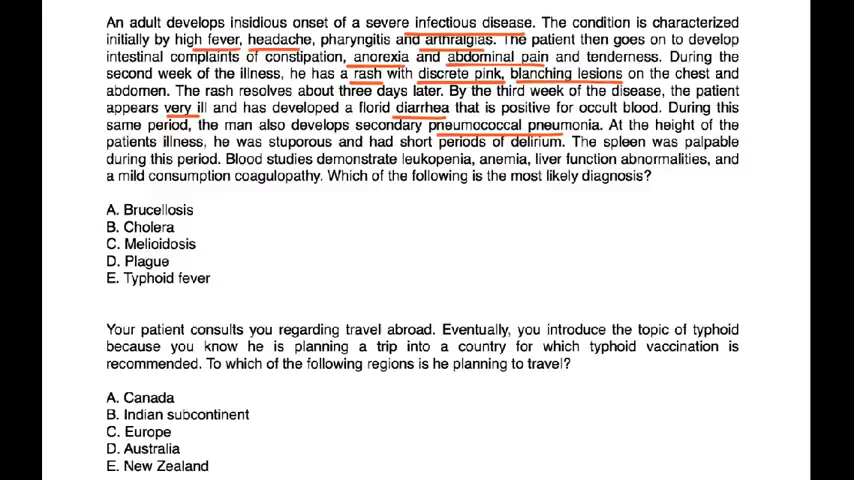 An adult develops insidious onset of a severe infectious disease. The condition is characterized
initially by high fever, headache, pharyngitis and arthralgias. The patient then goes on to develop
intestinal complaints of constipation, anorexia and abdominal pain and tenderness. During the
second week of the illness, he has a rash with discrete pink, blanching lesions on the chest and
abdomen. The rash resolves about three days later. By the third week of the disease, the patient
appears very ill and has developed a florid diarrhea that is positive for occult blood. During this
same period, the man also develops secondary pneumococcal pneumonia. At the height of the
patients illness, he was stuporous and had short periods of delirium. The spleen was palpable
during this period. Blood studies demonstrate leukopenia, anemia, liver function abnormalities, and
a mild consumption coagulopathy. Which of the following is the most likely diagnosis?
A. Brucellosis
B. Cholera
C. Melioidosis
D. Plague
E. Typhoid fever
Your patient consults you regarding travel abroad. Eventually, you introduce the topic of typhoid
because you know he is planning a trip into a country for which typhoid vaccination is
recommended. To which of the following regions is he planning to travel?
A. Canada
B. Indian subcontinent
C. Europe
D. Australia
E. New Zealand